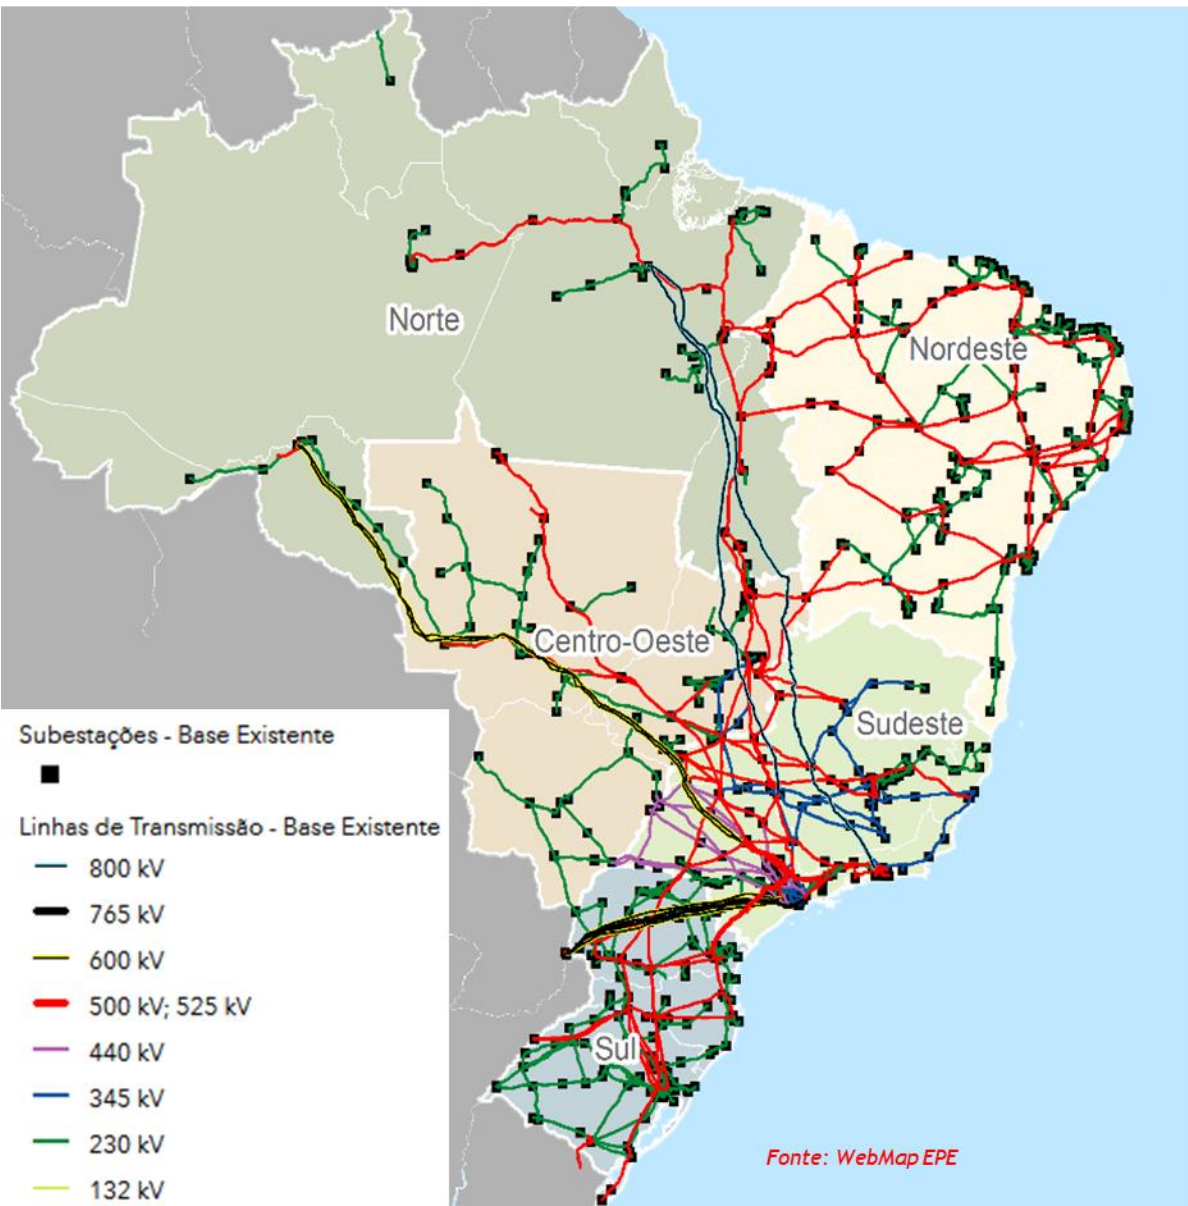 Norte
Nordeste
Centro-Oeste
Sudeste
Sul
Subestações - Base Existente
Linhas de Transmissão - Base Existente
800 kV
765 kV
600 kV
500 kV; 525 kV
440 kV
345 kV
230 kV
132 kV
Fonte: WebMap EPE